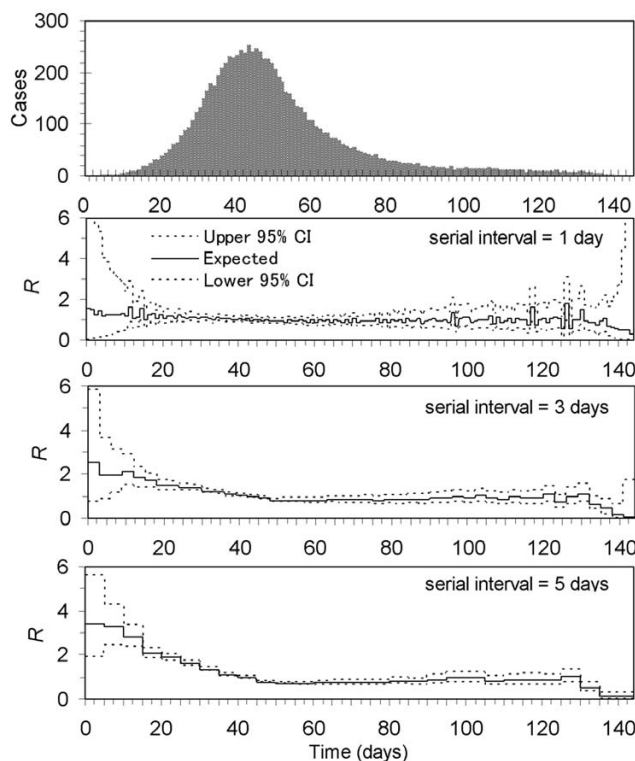 300
200
100
0
Cases
0 20 40 60 80 100 120 140
6
4
2
0
R
Upper 95% CI
Expected
Lower 95% CI
serial interval = 1 day
0 20 40 60 80 100 120 140
6
4
2
0
R
serial interval = 3 days
0 20 40 60 80 100 120 140
6
4
2
0
R
serial interval = 5 days
0 20 40 60 80 100 120 140
Time (days)